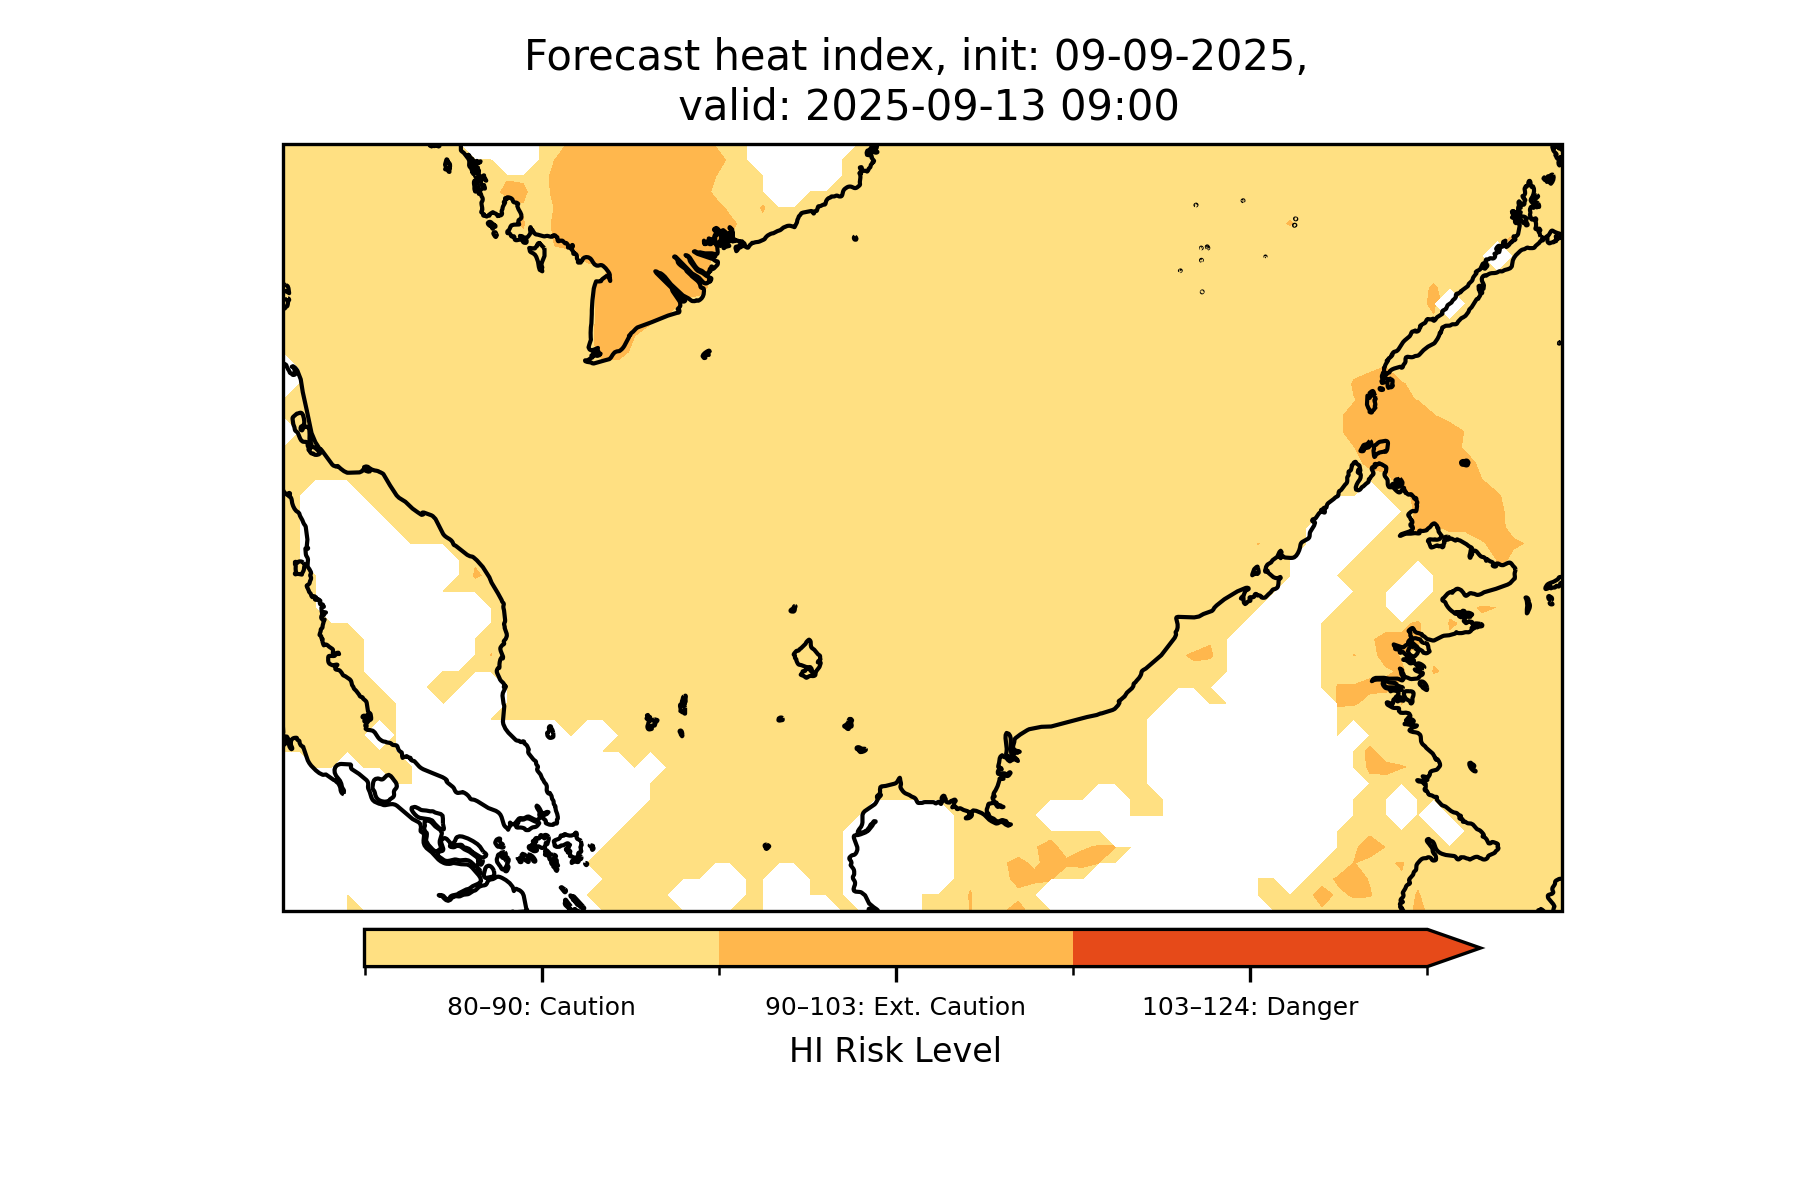 Forecast heat index, init: 09-09-2025,
valid: 2025-09-13 09:00
80–90: Caution
90–103: Ext. Caution
103–124: Danger
HI Risk Level